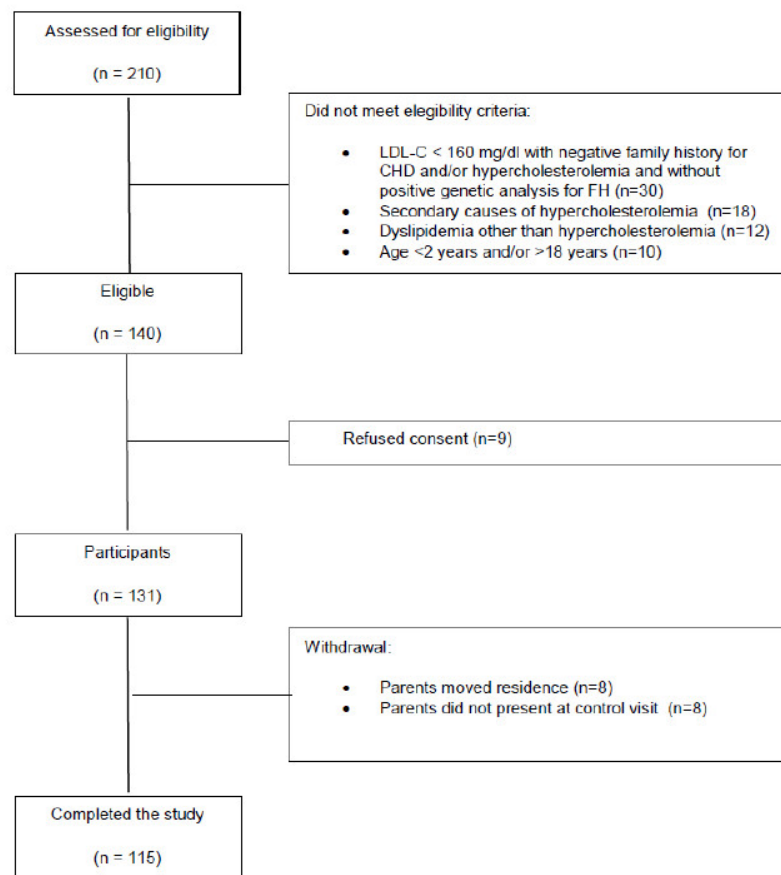 Assessed for eligibility
(n = 210)
Did not meet elegibility criteria:
• LDL-C < 160 mg/dl with negative family history for
CHD and/or hypercholesterolemia and without
positive genetic analysis for FH (n=30)
• Secondary causes of hypercholesterolemia (n=18)
• Dyslipidemia other than hypercholesterolemia (n=12)
• Age <2 years and/or >18 years (n=10)
Eligible
(n = 140)
Refused consent (n=9)
Participants
(n = 131)
Withdrawal:
• Parents moved residence (n=8)
• Parents did not present at control visit (n=8)
Completed the study
(n = 115)